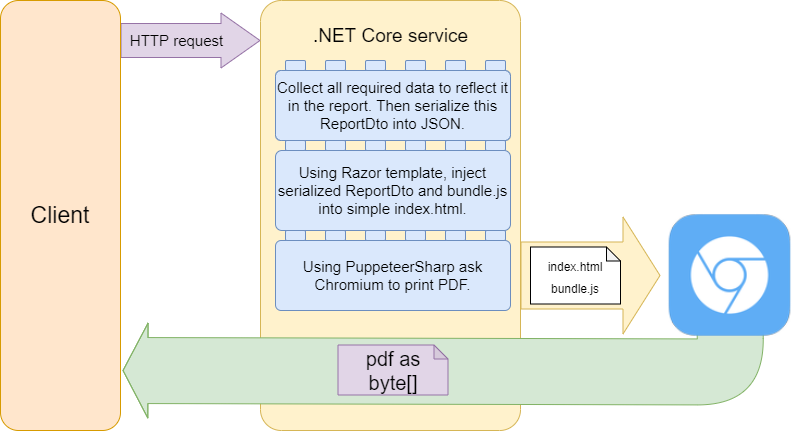 HTTP request
.NET Core service
Collect all required data to reflect it
in the report. Then serialize this
ReportDto into JSON.
Using Razor template, inject
serialized ReportDto and bundle.js
into simple index.html.
Client
Using PuppeteerSharp ask
Chromium to print PDF.
index.html
bundle.js
pdf as
byte[]